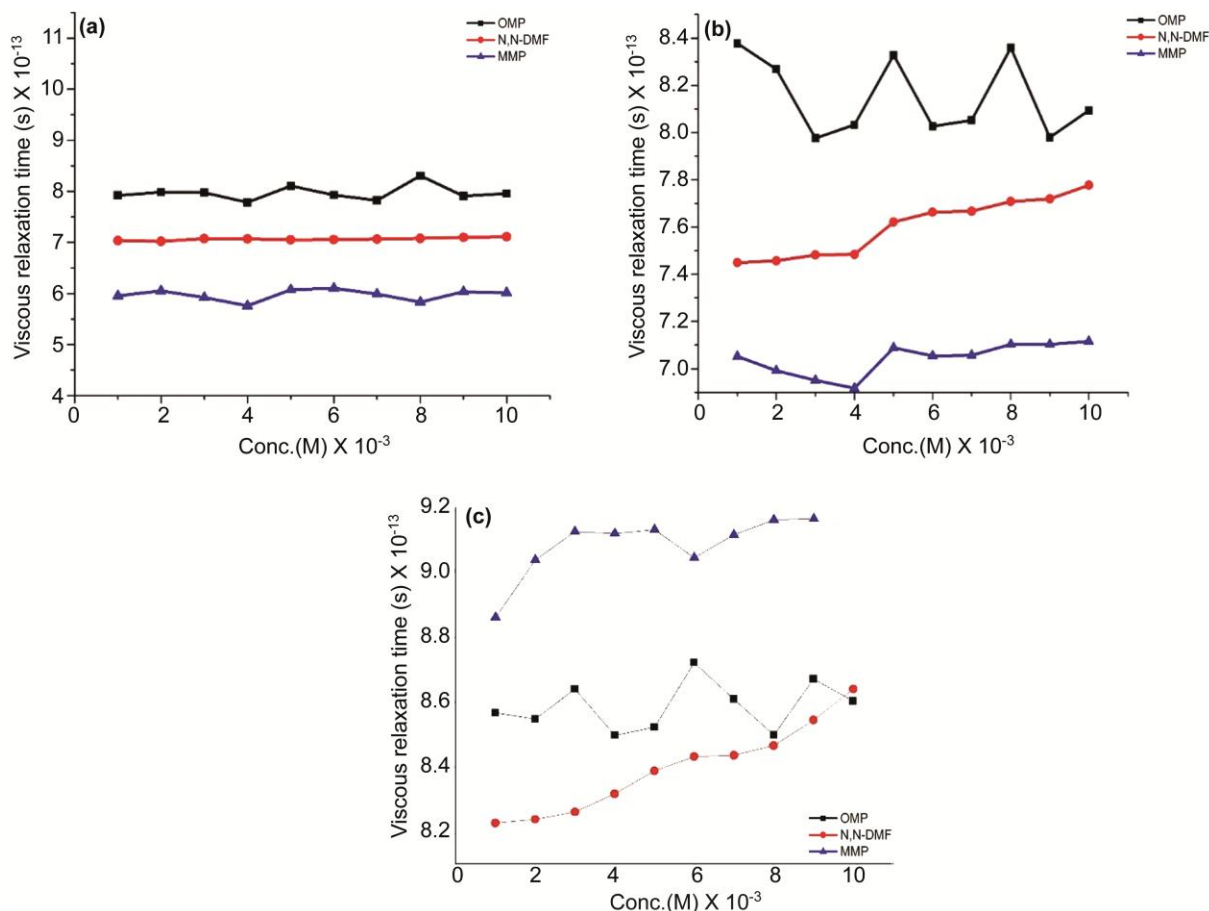 (a)
OMP
N,N-DMF
MMP
Viscous relaxation time (s) X 10-13
11
10
9
8
7
6
5
4
0
2
4
6
8
10
Conc.(M) X 10-3
(b)
OMP
N,N-DMF
MMP
Viscous relaxation time (s) X 10-13
8.4
8.2
8.0
7.8
7.6
7.4
7.2
7.0
0
2
4
6
8
10
Conc.(M) X 10-3
(c)
Viscous relaxation time (s) X 10-13
9.2
9.0
8.8
8.6
8.4
8.2
OMP
N,N-DMF
MMP
0
2
4
6
8
10
Conc.(M) X 10-3